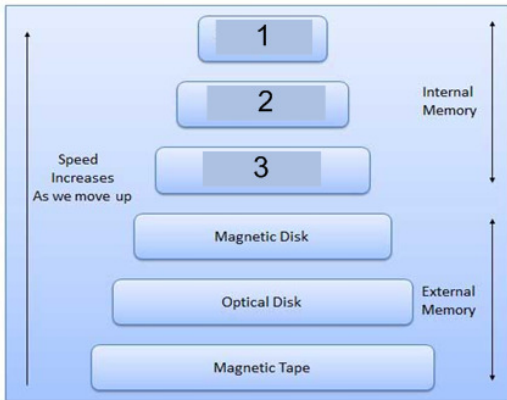 1
2
3
Magnetic Disk
Optical Disk
Magnetic Tape
Speed
Increases
As we move up
Internal
Memory
External
Memory